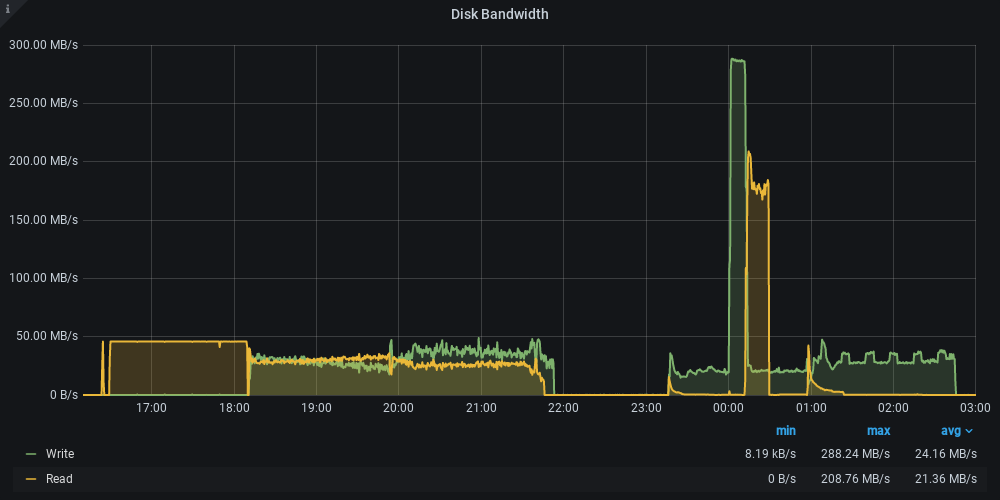 i
Disk Bandwidth
300.00 MB/s
250.00 MB/s
200.00 MB/s
150.00 MB/s
100.00 MB/s
50.00 MB/s
0 B/s
17:00 18:00 19:00 20:00 21:00 22:00 23:00 00:00 01:00 02:00 03:00
min max avg
Write 8.19 kB/s 288.24 MB/s 24.16 MB/s
Read 0 B/s 208.76 MB/s 21.36 MB/s